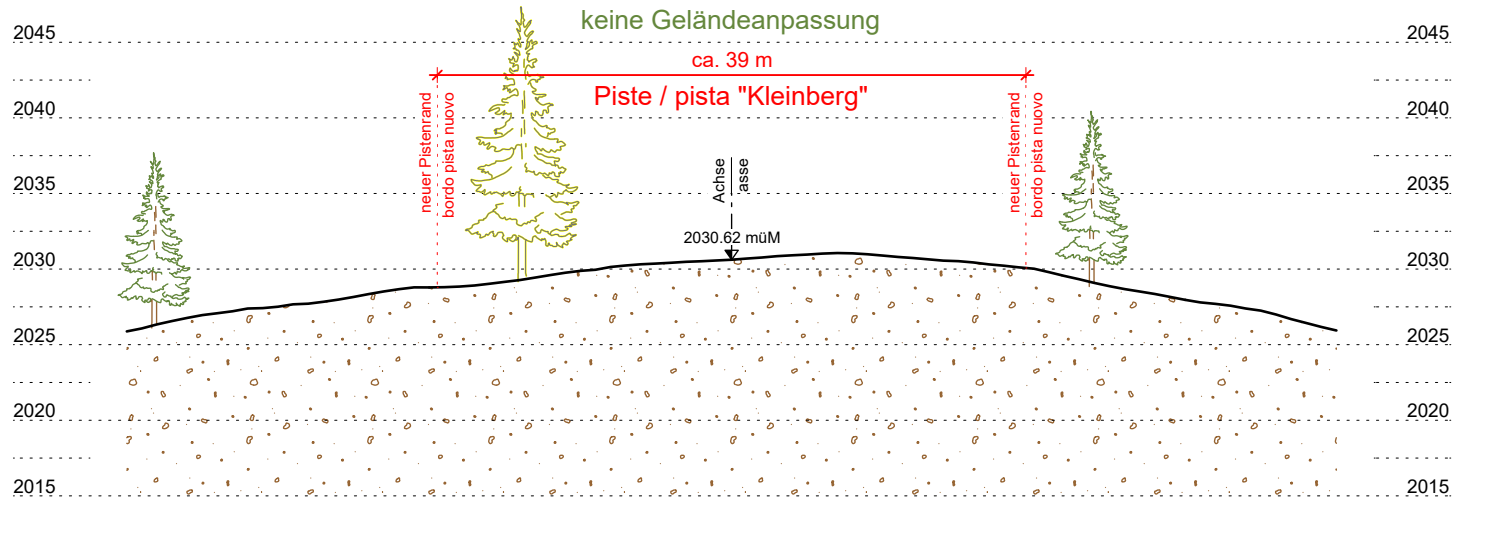 keine Geländeanpassung
2045 2045
ca. 39 m
Piste / pista "Kleinberg"
2040 2040
neuer Pistenrand
bordo pista nuovo
neuer Pistenrand
bordo pista nuovo
Achse
asse
2035 2035
2030.62 müM
2030 2030
2025 2025
2020 2020
2015 2015